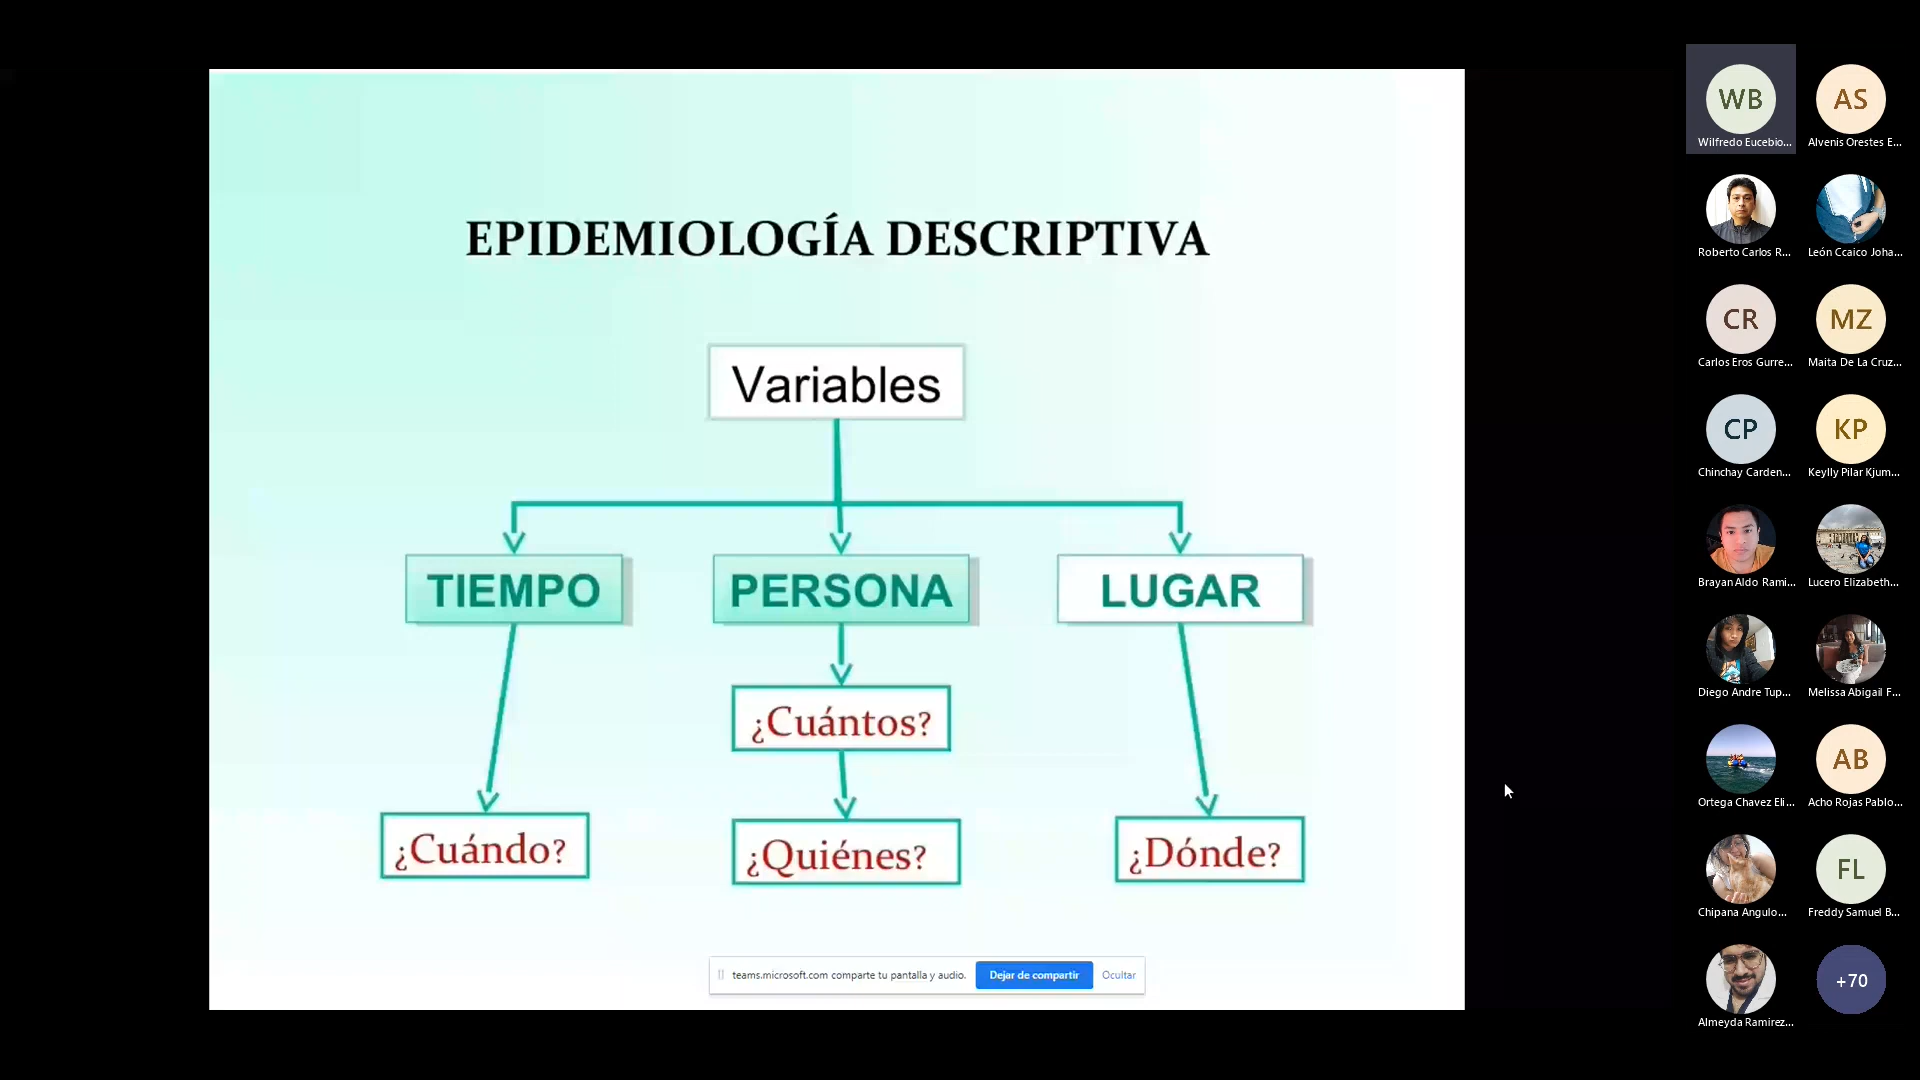 EPIDEMIOLOGÍA DESCRIPTIVA
Variables
TIEMPO
PERSONA
LUGAR
¿Cuántos?
¿Cuándo?
¿Quiénes?
¿Dónde?
teams.microsoft.com comparte tu pantalla y audio.
Dejar de compartir
Ocultar
WB
Wilfredo Eucebio...
AS
Alvenis Orestes E...
Roberto Carlos R...
León Ccaico Joha...
CR
Carlos Eros Gurre...
MZ
Maita De La Cruz...
CP
Chinchay Carden...
KP
Keylly Pilar Kjum...
Brayan Aldo Rami...
Lucero Elizabeth...
Diego Andre Tup...
Melissa Abigail F...
Ortega Chavez Eli...
AB
Acho Rojas Pablo...
Chipana Angulo...
FL
Freddy Samuel B...
Almeyda Ramirez...
+70